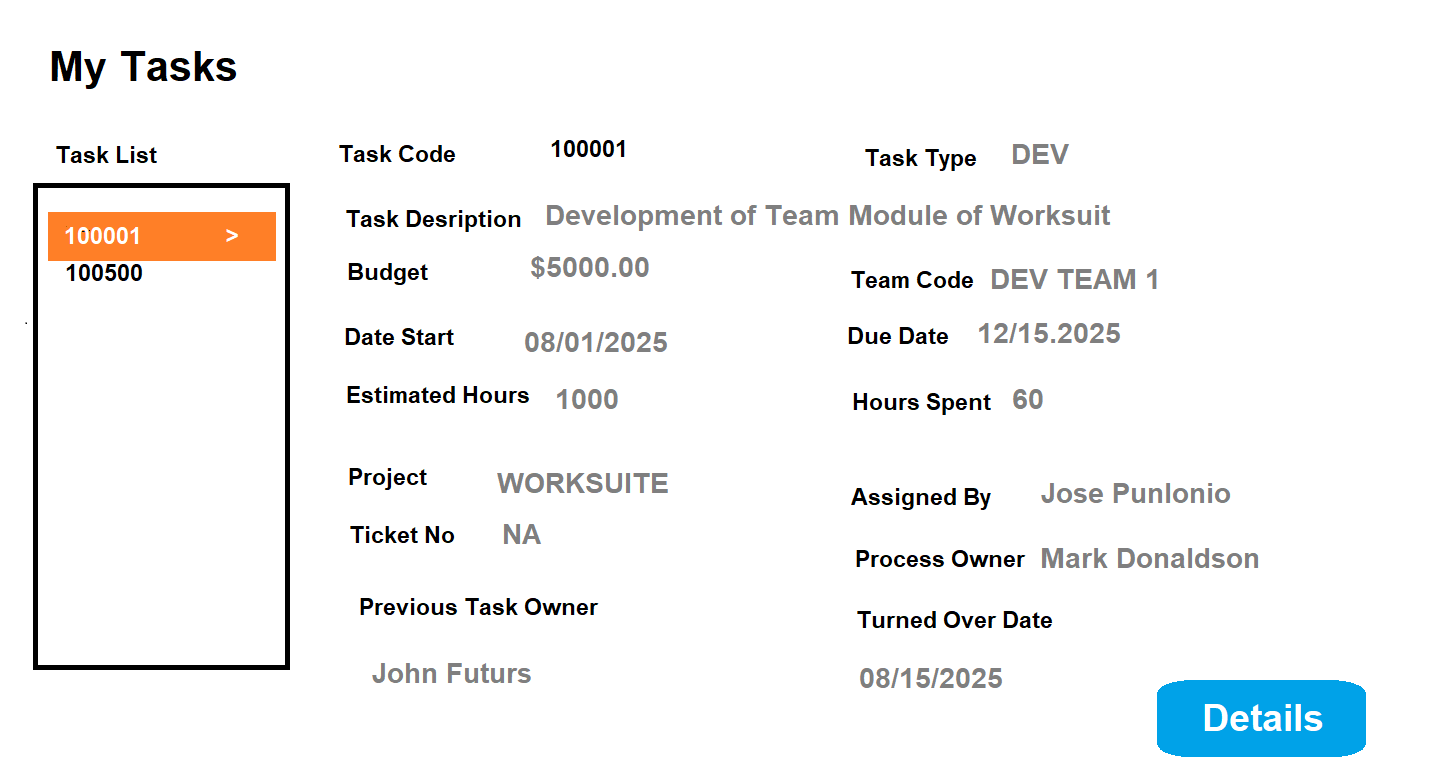 My Tasks
Task List
100001 >
100500
Task Code 100001 Task Type DEV
Task Desription Development of Team Module of Worksuit
Budget $5000.00 Team Code DEV TEAM 1
Date Start 08/01/2025 Due Date 12/15.2025
Estimated Hours 1000 Hours Spent 60
Project WORKSUITE Assigned By Jose Punlonio
Ticket No NA Process Owner Mark Donaldson
Previous Task Owner Turned Over Date
John Futurs 08/15/2025
Details